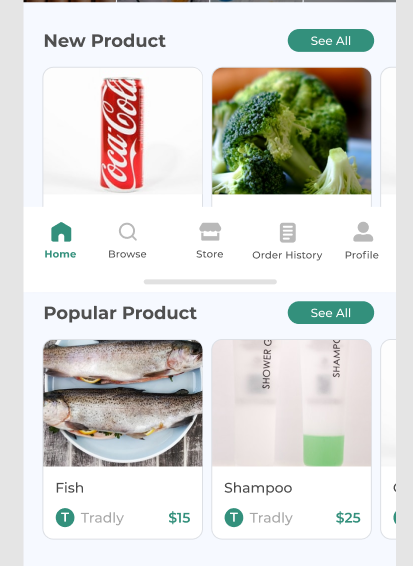 New Product
See All
Coca-Cola
Home
Browse
Store
Order History
Profile
Popular Product
See All
SHOWER G
SHAMPO
Fish
T Tradly $15
Shampoo
T Tradly $25